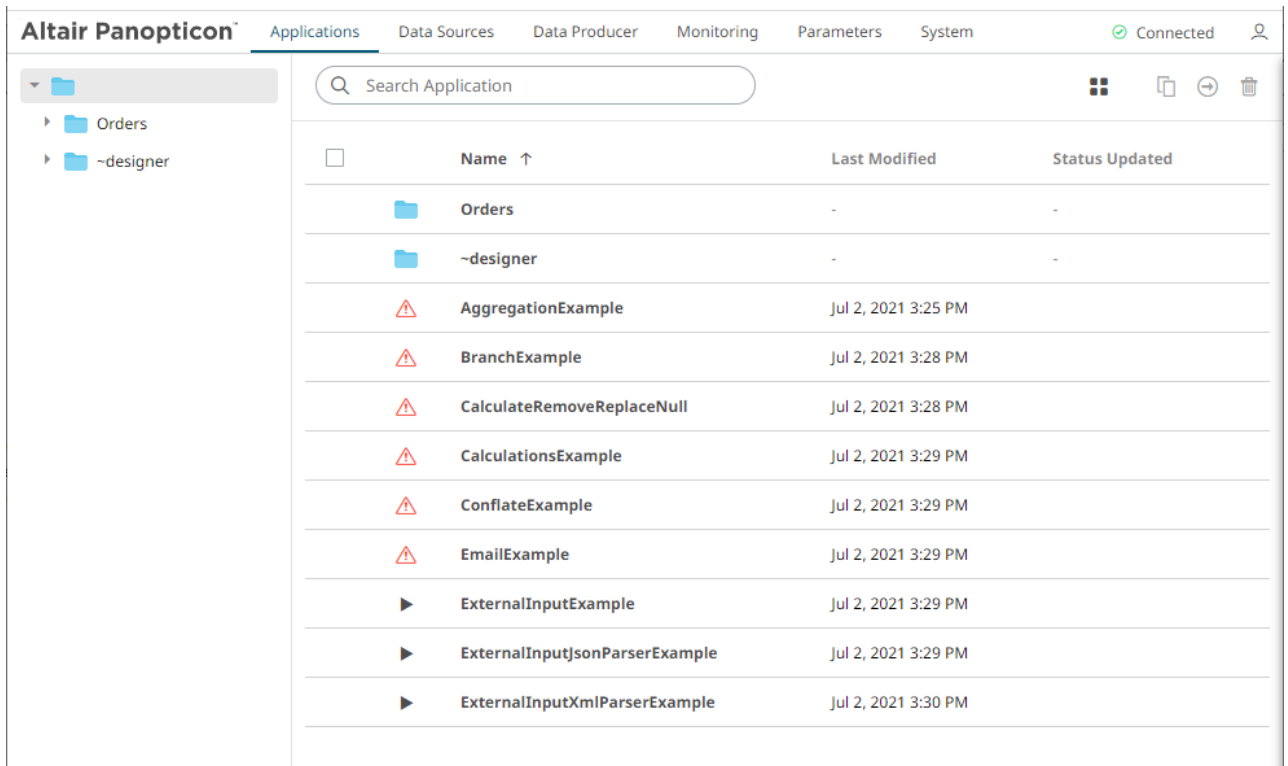 Altair Panopticon™ Applications Data Sources Data Producer Monitoring Parameters System Connected
Search Application
Orders
~designer
Name ↑ Last Modified Status Updated
Orders - -
~designer - -
AggregationExample Jul 2, 2021 3:25 PM
BranchExample Jul 2, 2021 3:28 PM
CalculateRemoveReplaceNull Jul 2, 2021 3:28 PM
CalculationsExample Jul 2, 2021 3:29 PM
ConflateExample Jul 2, 2021 3:29 PM
EmailExample Jul 2, 2021 3:29 PM
ExternalInputExample Jul 2, 2021 3:29 PM
ExternalInputJsonParserExample Jul 2, 2021 3:29 PM
ExternalInputXmlParserExample Jul 2, 2021 3:30 PM